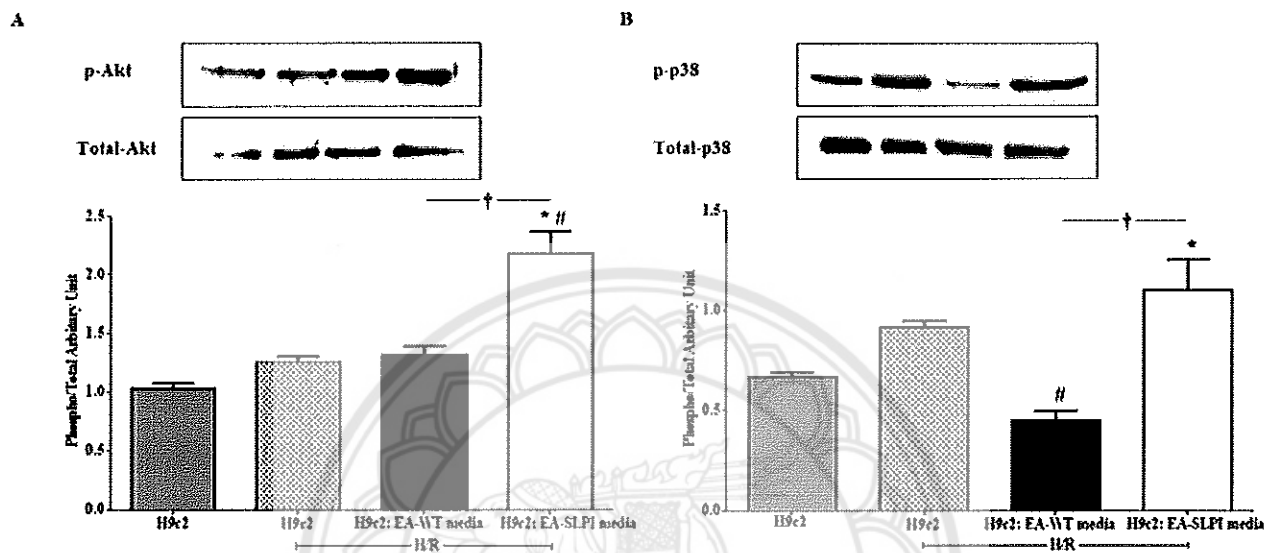 A
p-Akt
Total-Akt
†
* #
2.5
2.0
1.5
1.0
0.5
0.0
Phospho/Total Arbitrary Unit
H9c2 H9c2 H9c2: EA-WT media H9c2: EA-SLPI media
H/R
B
p-p38
Total-p38
†
*
#
1.5
1.0
0.5
0.0
Phospho/Total Arbitrary Unit
H9c2 H9c2 H9c2: EA-WT media H9c2: EA-SLPI media
H/R